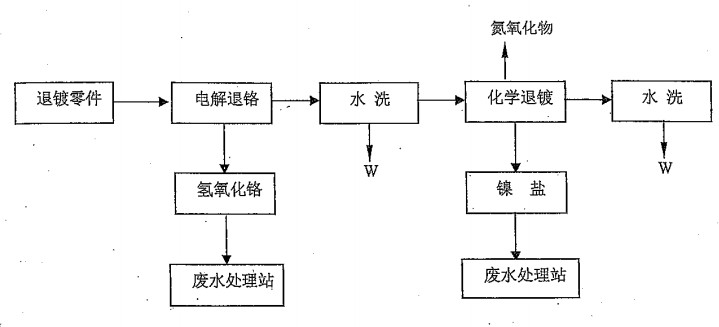 氮氧化物
退镀零件
电解退铬
水 洗
化学退镀
水 洗
W
W
氢氧化铬
镍 盐
废水处理站
废水处理站